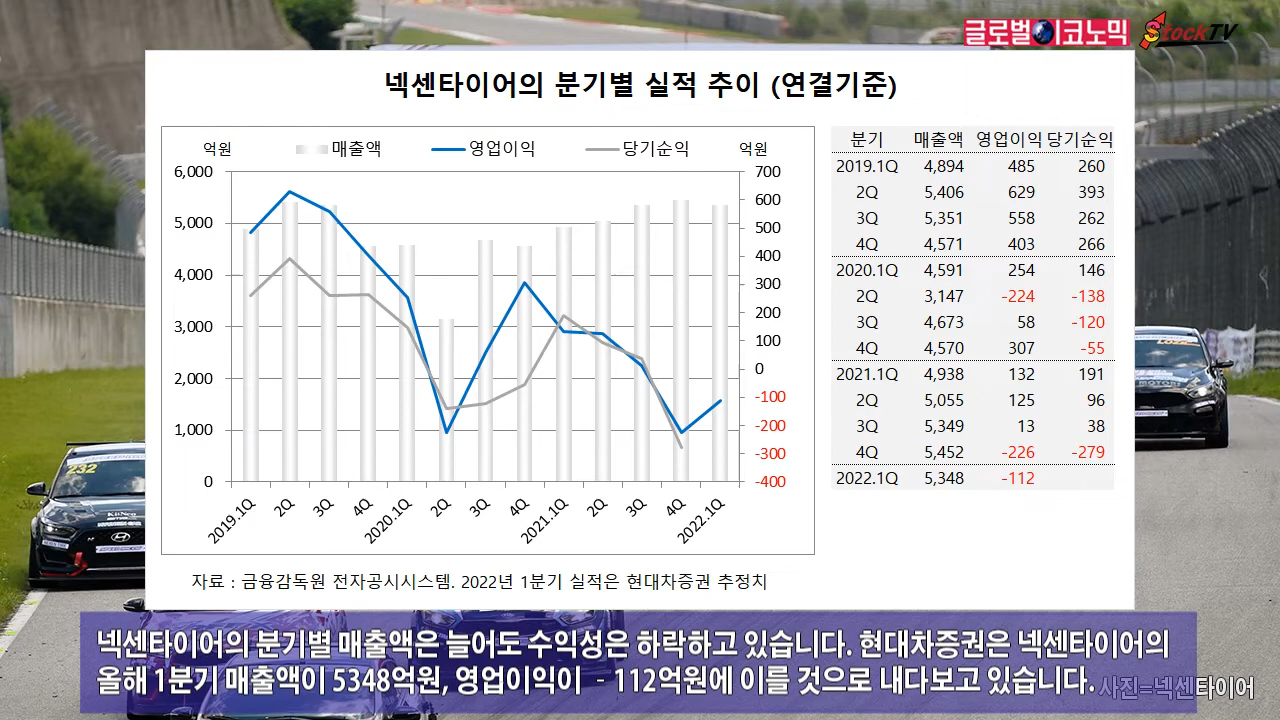 글로벌이코노믹 StockTV
넥센타이어의 분기별 실적 추이 (연결기준)
억원 매출액 영업이익 당기순익 억원
6,000 700
600
5,000 500
400
4,000 300
200
3,000 100
0
2,000 -100
1,000 -200
-300
0 -400
2019.1Q 2Q 3Q 4Q 2020.1Q 2Q 3Q 4Q 2021.1Q 2Q 3Q 4Q 2022.1Q
분기 매출액 영업이익 당기순익
2019.1Q 4,894 485 260
2Q 5,406 629 393
3Q 5,351 558 262
4Q 4,571 403 266
2020.1Q 4,591 254 146
2Q 3,147 -224 -138
3Q 4,673 58 -120
4Q 4,570 307 -55
2021.1Q 4,938 132 191
2Q 5,055 125 96
3Q 5,349 13 38
4Q 5,452 -226 -279
2022.1Q 5,348 -112
자료 : 금융감독원 전자공시시스템. 2022년 1분기 실적은 현대차증권 추정치
232
넥센타이어의 분기별 매출액은 늘어도 수익성은 하락하고 있습니다. 현대차증권은 넥센타이어의
올해 1분기 매출액이 5348억원, 영업이익이 -112억원에 이를 것으로 내다보고 있습니다.
사진=넥센타이어